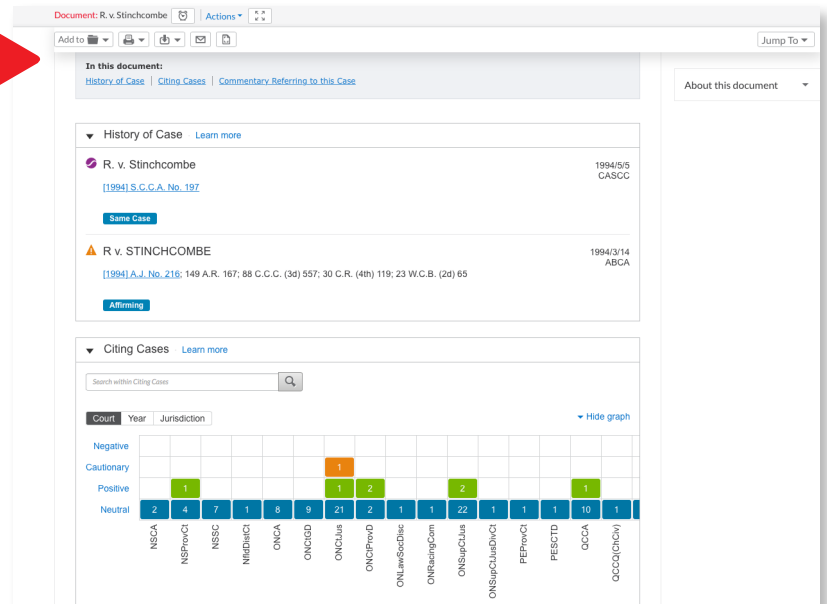 Document: R. v. Stinchcombe Actions
Add to Jump To
In this document:
History of Case | Citing Cases | Commentary Referring to this Case
About this document
History of Case Learn more
R. v. Stinchcombe 1994/5/5
CASCC
[1994] S.C.C.A. No. 197
Same Case
R v. STINCHCOMBE 1994/3/14
ABCA
[1994] A.J. No. 216; 149 A.R. 167; 88 C.C.C. (3d) 557; 30 C.R. (4th) 119; 23 W.C.B. (2d) 65
Affirming
Citing Cases Learn more
Search within Citing Cases
Court Year Jurisdiction Hide graph
Negative
Cautionary 1
Positive 1 1 2 2 1
Neutral 2 4 7 1 8 9 21 2 1 1 22 1 1 1 10 1
NSCA
NSProvCt
NSSC
NfldDistCt
ONCA
ONCtGD
ONCtJus
ONCtProvD
ONLawSocDisc
ONRacingCom
ONSupCtJus
ONSupCtJusDivCt
PEProvCt
PESCTD
QCCA
QCCQ(ChCiv)